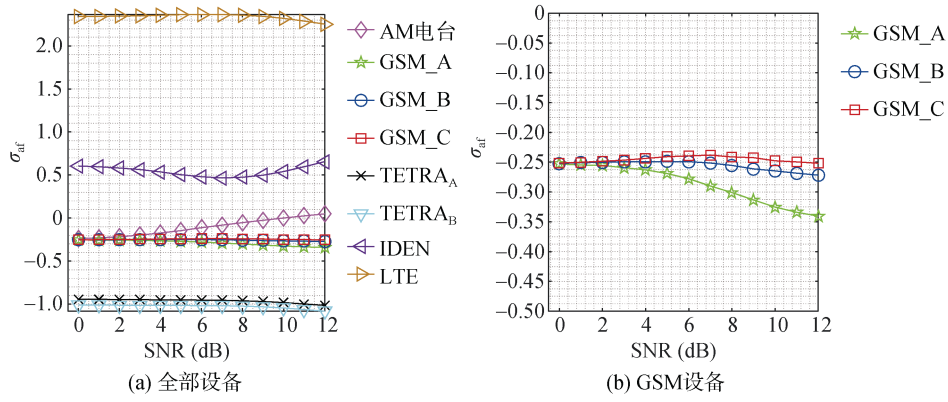 2.0
1.5
1.0
0.5
0
−0.5
−1.0
σaf
0 2 4 6 8 10 12
SNR (dB)
(a) 全部设备
AM电台
GSM_A
GSM_B
GSM_C
TETRAA
TETRAB
IDEN
LTE
0
−0.05
−0.10
−0.15
−0.20
−0.25
−0.30
−0.35
−0.40
−0.45
−0.50
σaf
0 2 4 6 8 10 12
SNR (dB)
(b) GSM设备
GSM_A
GSM_B
GSM_C